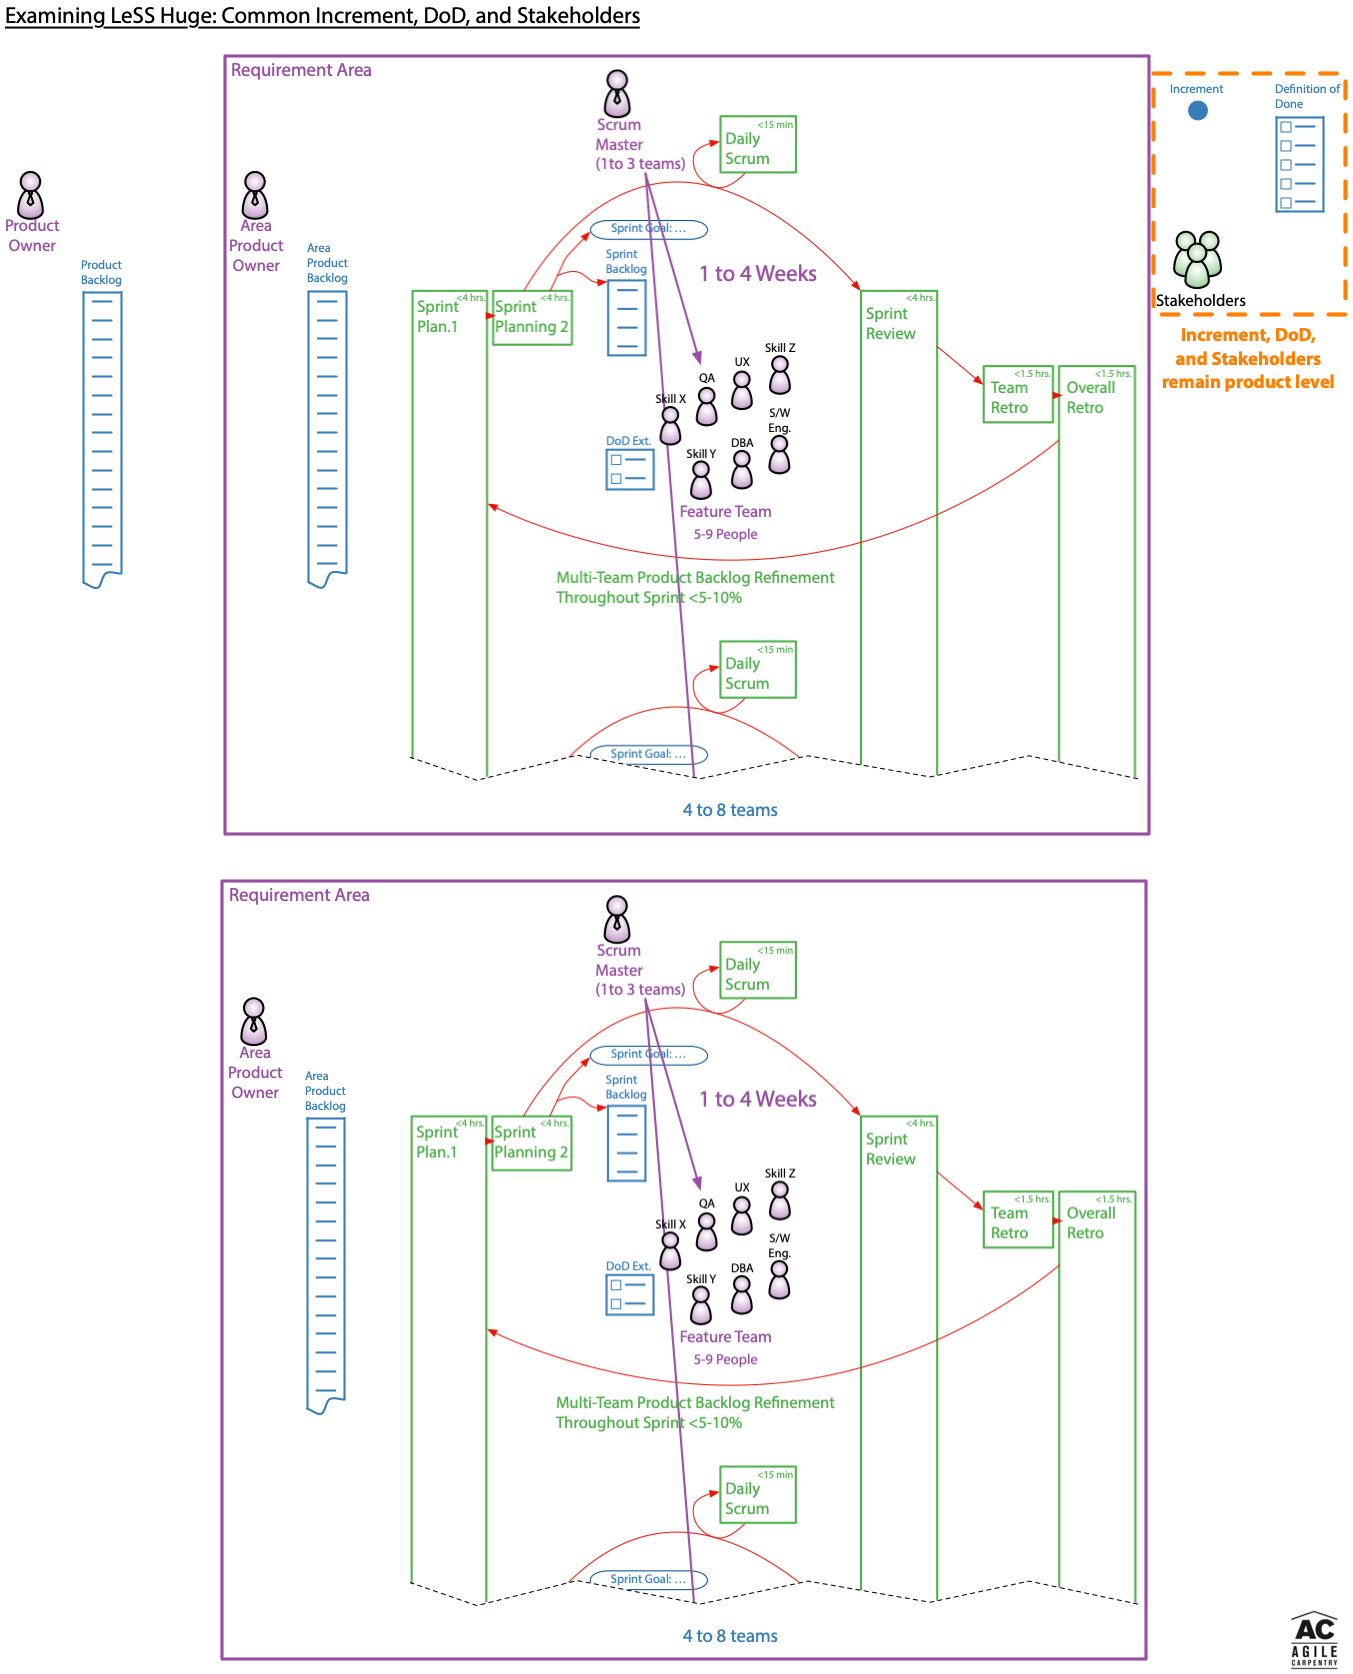 Examining LeSS Huge: Common Increment, DoD, and Stakeholders
Requirement Area
Scrum
Master
(1to 3 teams)
<15 min
Daily
Scrum
Increment
Definition of
Done
Product
Owner
Area
Product
Owner
Product
Backlog
Area
Product
Backlog
Sprint Goal: ...
Sprint
Backlog
1 to 4 Weeks
Stakeholders
Increment, DoD,
and Stakeholders
remain product level
<4 hrs.
Sprint
Plan.1
<4 hrs.
Sprint
Planning 2
<4 hrs.
Sprint
Review
<1.5 hrs.
Team
Retro
<1.5 hrs.
Overall
Retro
Skill X
QA
UX
Skill Z
DoD Ext.
Skill Y
DBA
S/W
Eng.
Feature Team
5-9 People
Multi-Team Product Backlog Refinement
Throughout Sprint <5-10%
<15 min
Daily
Scrum
Sprint Goal: ...
4 to 8 teams
Requirement Area
Scrum
Master
(1to 3 teams)
<15 min
Daily
Scrum
Area
Product
Owner
Area
Product
Backlog
Sprint Goal: ...
Sprint
Backlog
1 to 4 Weeks
<4 hrs.
Sprint
Plan.1
<4 hrs.
Sprint
Planning 2
<4 hrs.
Sprint
Review
<1.5 hrs.
Team
Retro
<1.5 hrs.
Overall
Retro
Skill X
QA
UX
Skill Z
DoD Ext.
Skill Y
DBA
S/W
Eng.
Feature Team
5-9 People
Multi-Team Product Backlog Refinement
Throughout Sprint <5-10%
<15 min
Daily
Scrum
Sprint Goal: ...
4 to 8 teams
AC
AGILE
CARPENTRY